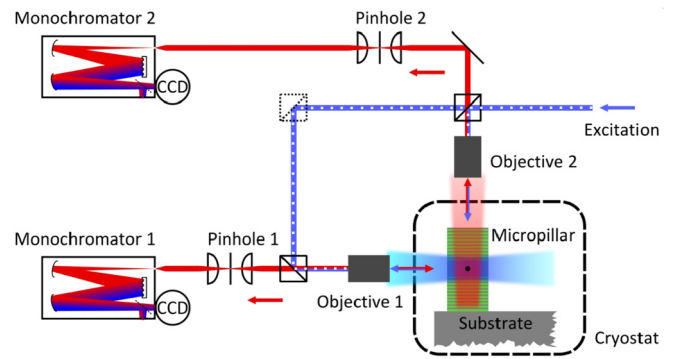 Monochromator 2
Pinhole 2
CCD
Excitation
Objective 2
Monochromator 1
Pinhole 1
Micropillar
CCD
Objective 1
Substrate
Cryostat